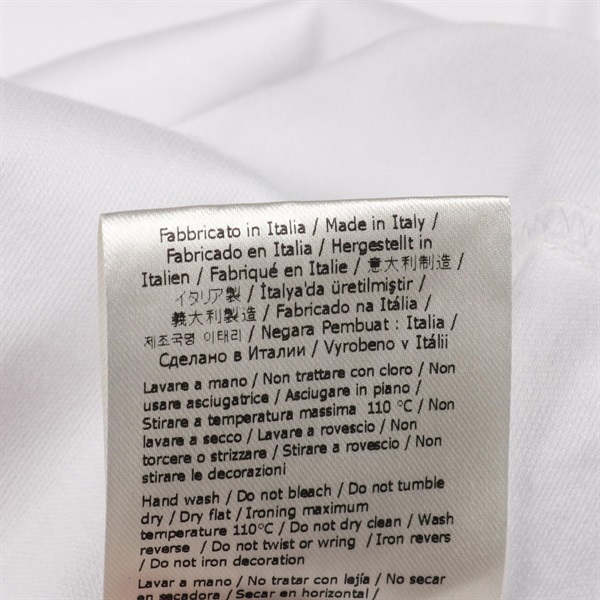 Fabbricato in Italia / Made in Italy /
Fabricado en Italia / Hergestellt in
Italien / Fabriqué en Italie / 意大利制造 /
イタリア製 / İtalya'da üretilmiştir /
義大利製造 / Fabricado na Itália /
제조국명 이태리 / Negara Pembuat : Italia /
Сделано в Италии / Vyrobeno v Itálii
Lavare a mano / Non trattare con cloro / Non
usare asciugatrice / Asciugare in piano /
Stirare a temperatura massima 110 °C / Non
lavare a secco / Lavare a rovescio / Non
torcere o strizzare / Stirare a rovescio / Non
stirare le decorazioni
Hand wash / Do not bleach / Do not tumble
dry / Dry flat / Ironing maximum
temperature 110°C / Do not dry clean / Wash
reverse / Do not twist or wring / Iron revers
/ Do not iron decoration
Lavar a mano / No tratar con lejía / No secar
en secadora / Secar en horizontal /